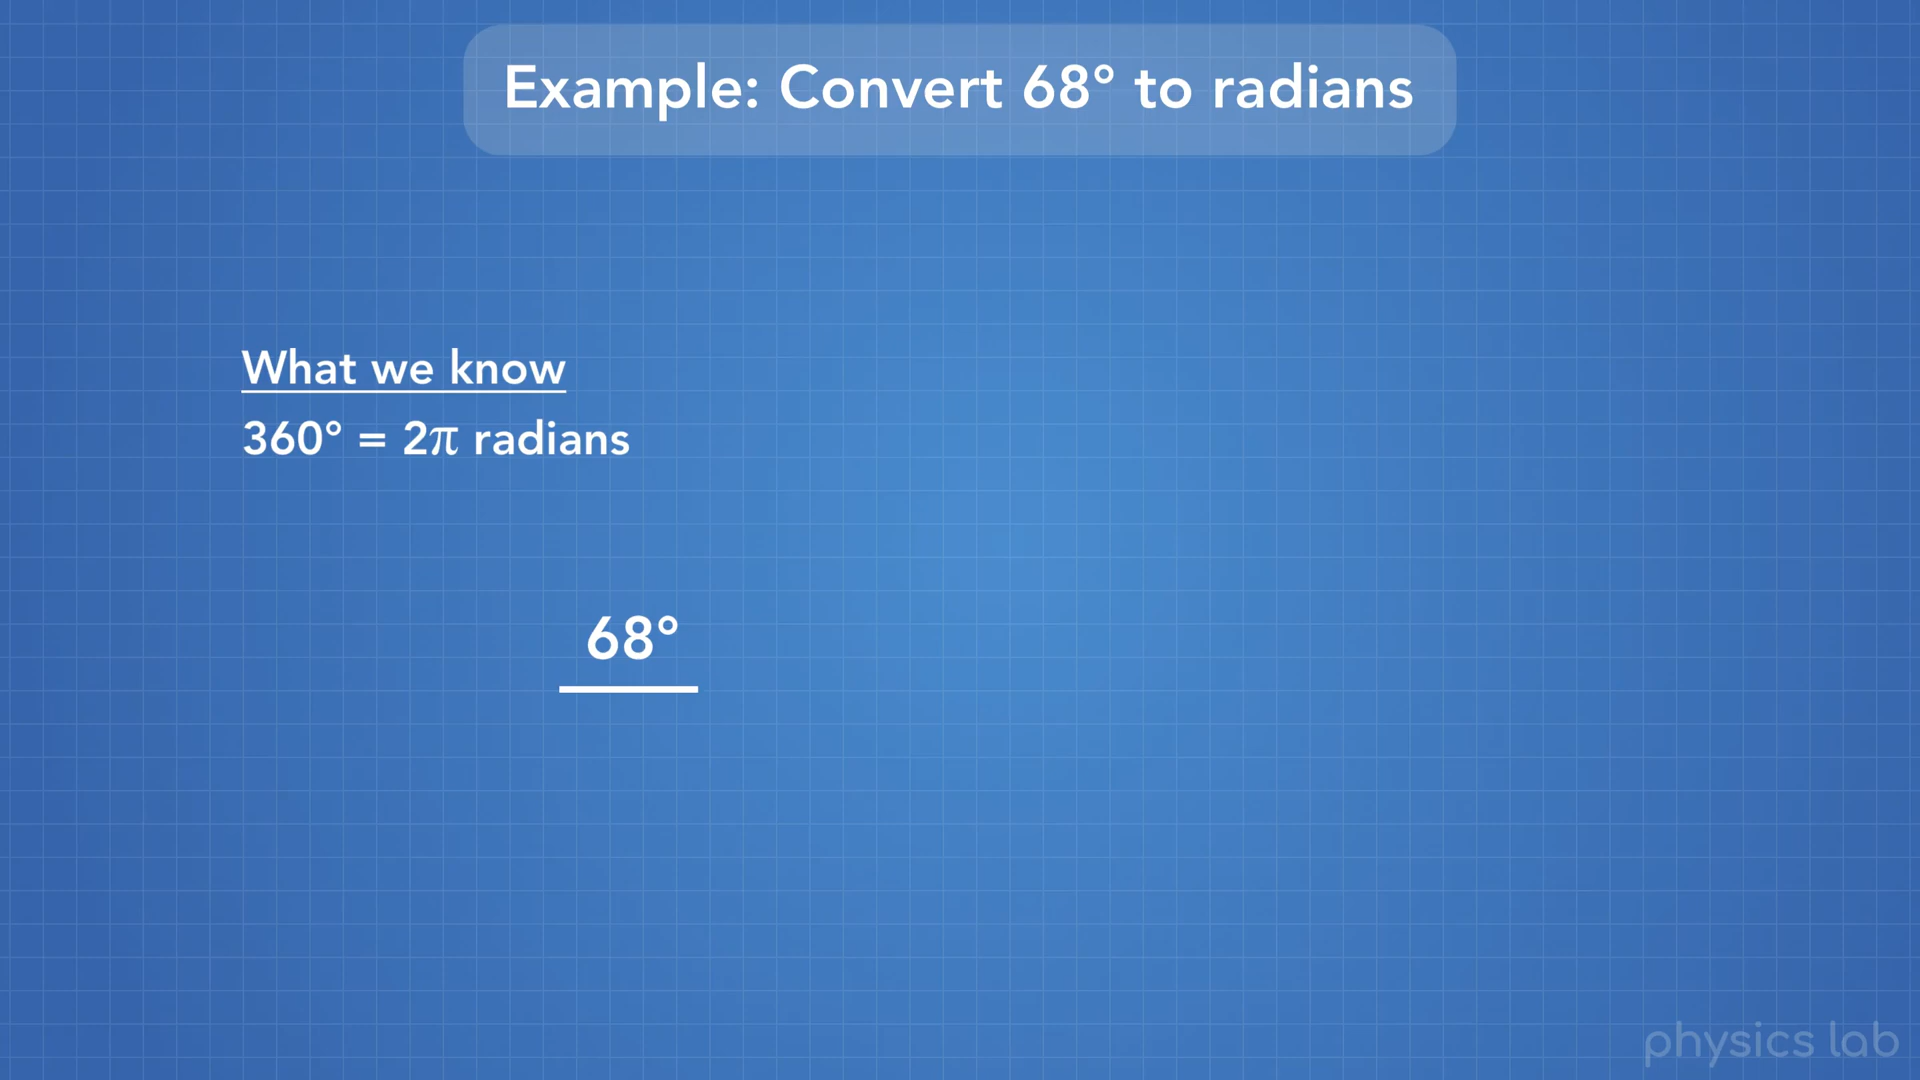 Example: Convert 68° to radians
What we know
360° = 2π radians
68°
physics lab